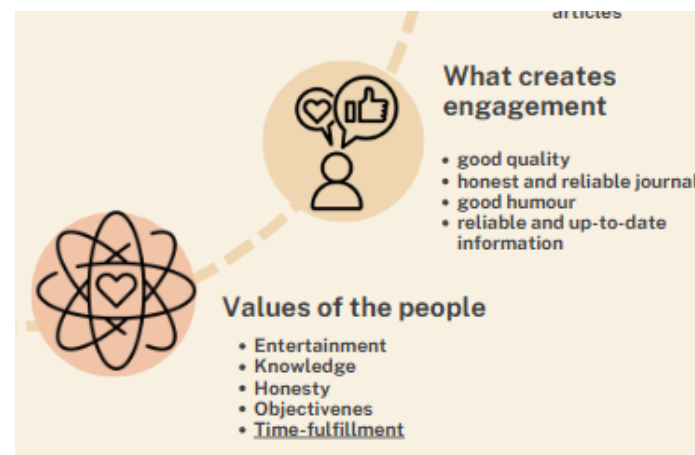 articles
What creates
engagement
• good quality
• honest and reliable journal
• good humour
• reliable and up-to-date
information
Values of the people
• Entertainment
• Knowledge
• Honesty
• Objectivenes
• Time-fulfillment